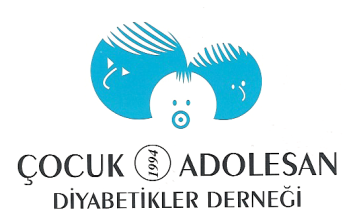 ÇOCUK 1994 ADOLESAN
DİYABETİKLER DERNEĞİ